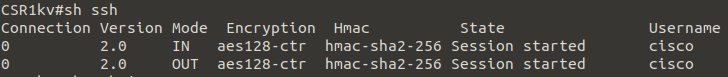 CSR1kv#sh ssh
Connection Version Mode  Encryption  Hmac         State                 Username
0          2.0     IN    aes128-ctr  hmac-sha2-256 Session started       cisco
0          2.0     OUT   aes128-ctr  hmac-sha2-256 Session started       cisco